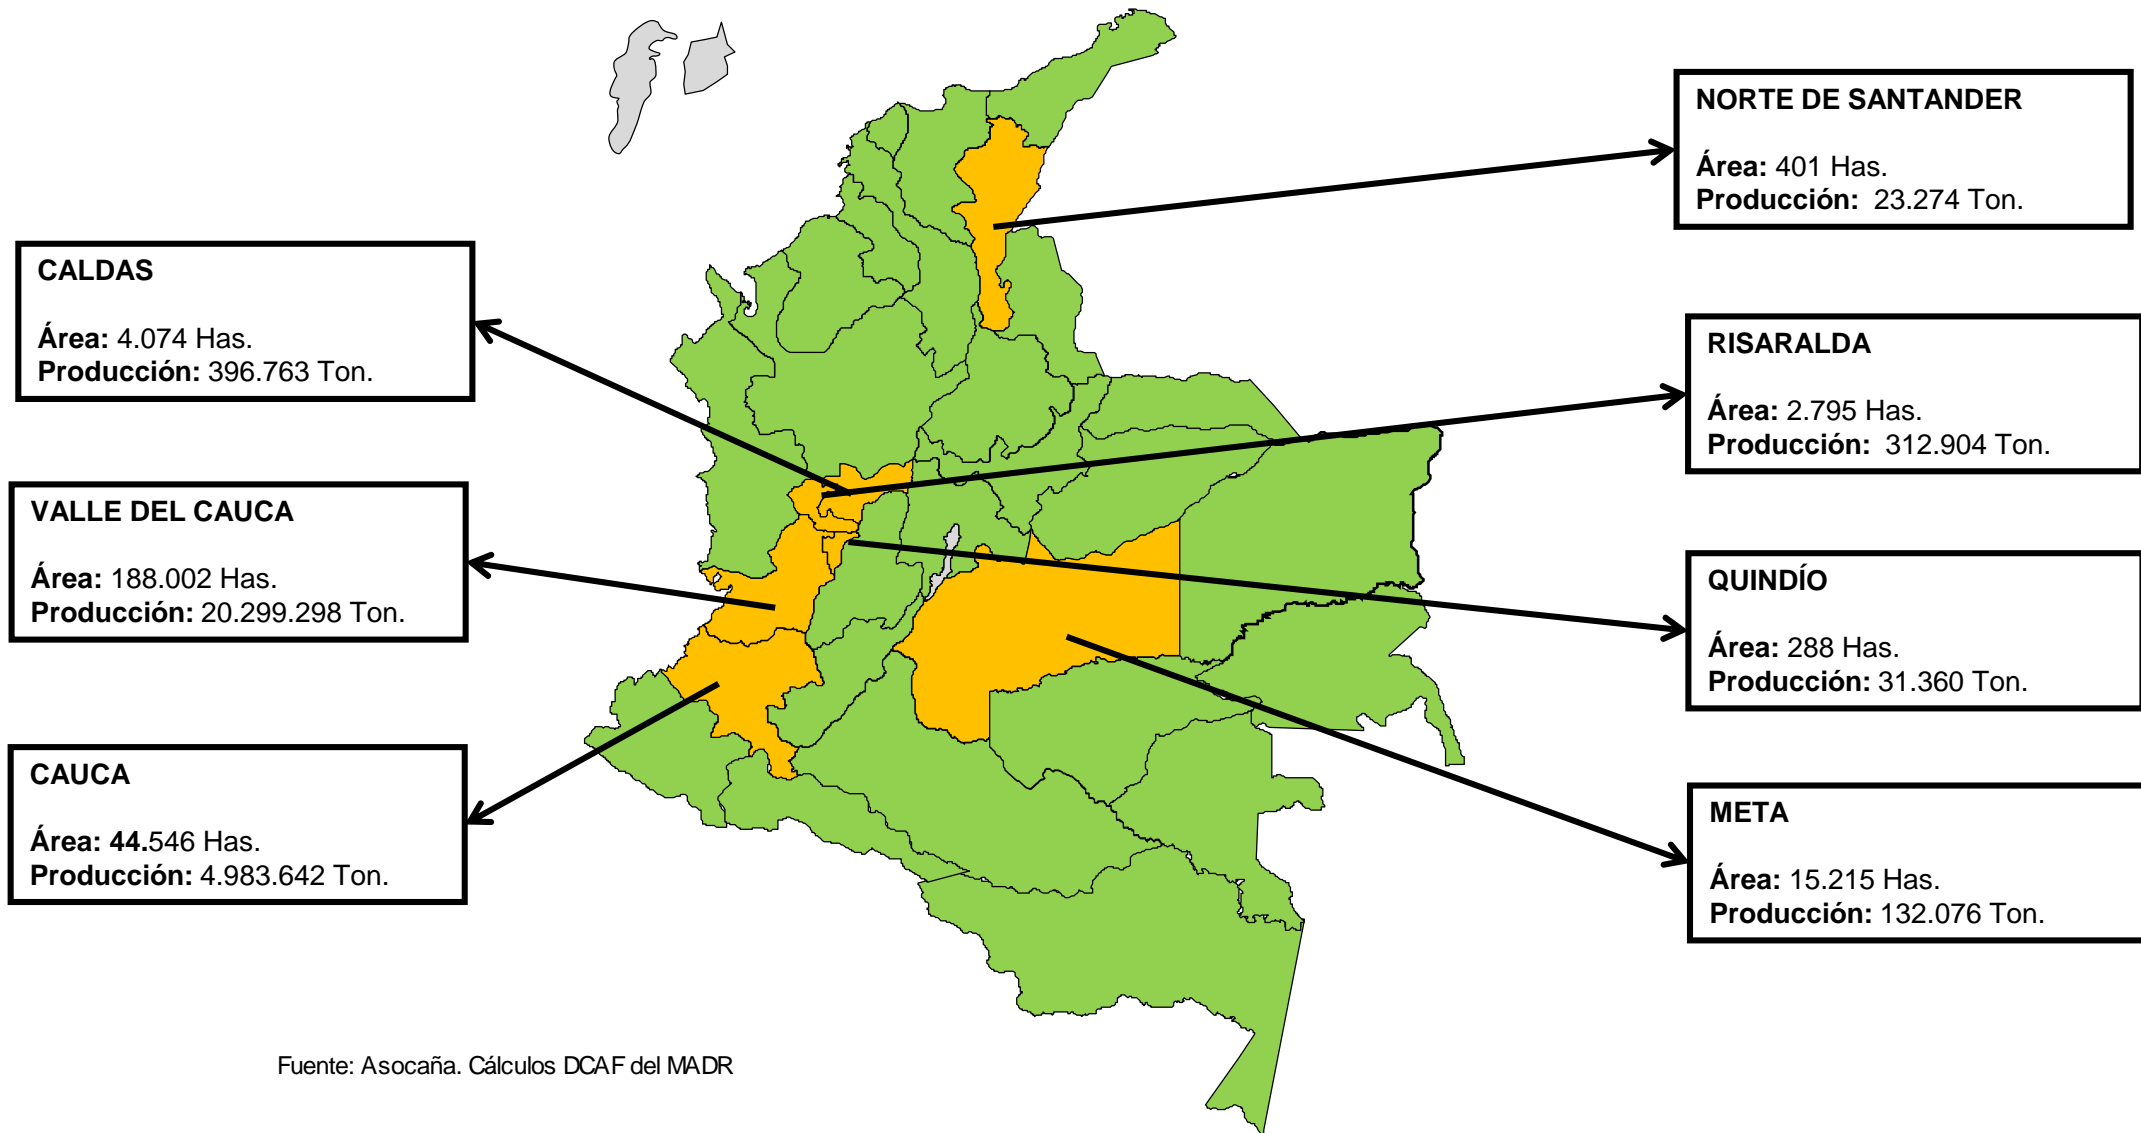 NORTE DE SANTANDER
Área: 401 Has.
Producción: 23.274 Ton.
CALDAS
Área: 4.074 Has.
Producción: 396.763 Ton.
RISARALDA
Área: 2.795 Has.
Producción: 312.904 Ton.
VALLE DEL CAUCA
Área: 188.002 Has.
Producción: 20.299.298 Ton.
QUINDÍO
Área: 288 Has.
Producción: 31.360 Ton.
CAUCA
Área: 44.546 Has.
Producción: 4.983.642 Ton.
META
Área: 15.215 Has.
Producción: 132.076 Ton.
Fuente: Asocaña. Cálculos DCAF del MADR